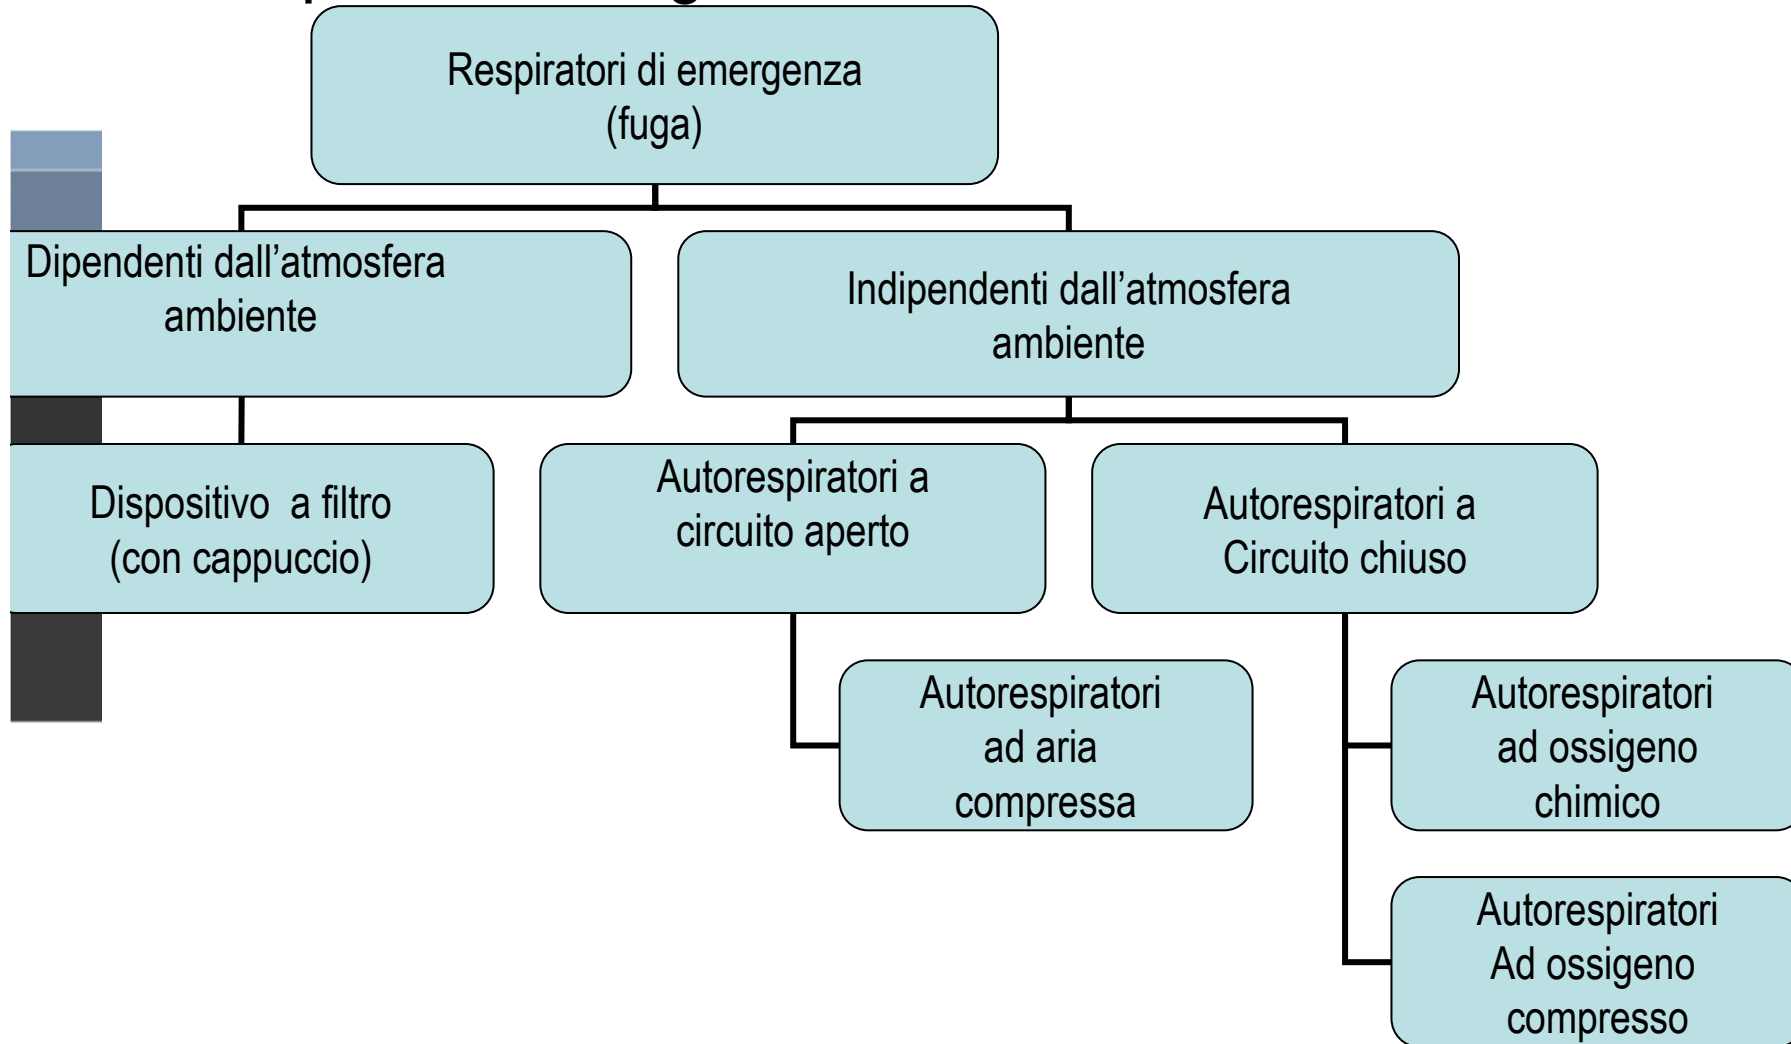 Respiratori di emergenza
(fuga)
Dipendenti dall’atmosfera
ambiente
Indipendenti dall’atmosfera
ambiente
Dispositivo a filtro
(con cappuccio)
Autorespiratori a
circuito aperto
Autorespiratori a
Circuito chiuso
Autorespiratori
ad aria
compressa
Autorespiratori
ad ossigeno
chimico
Autorespiratori
Ad ossigeno
compresso